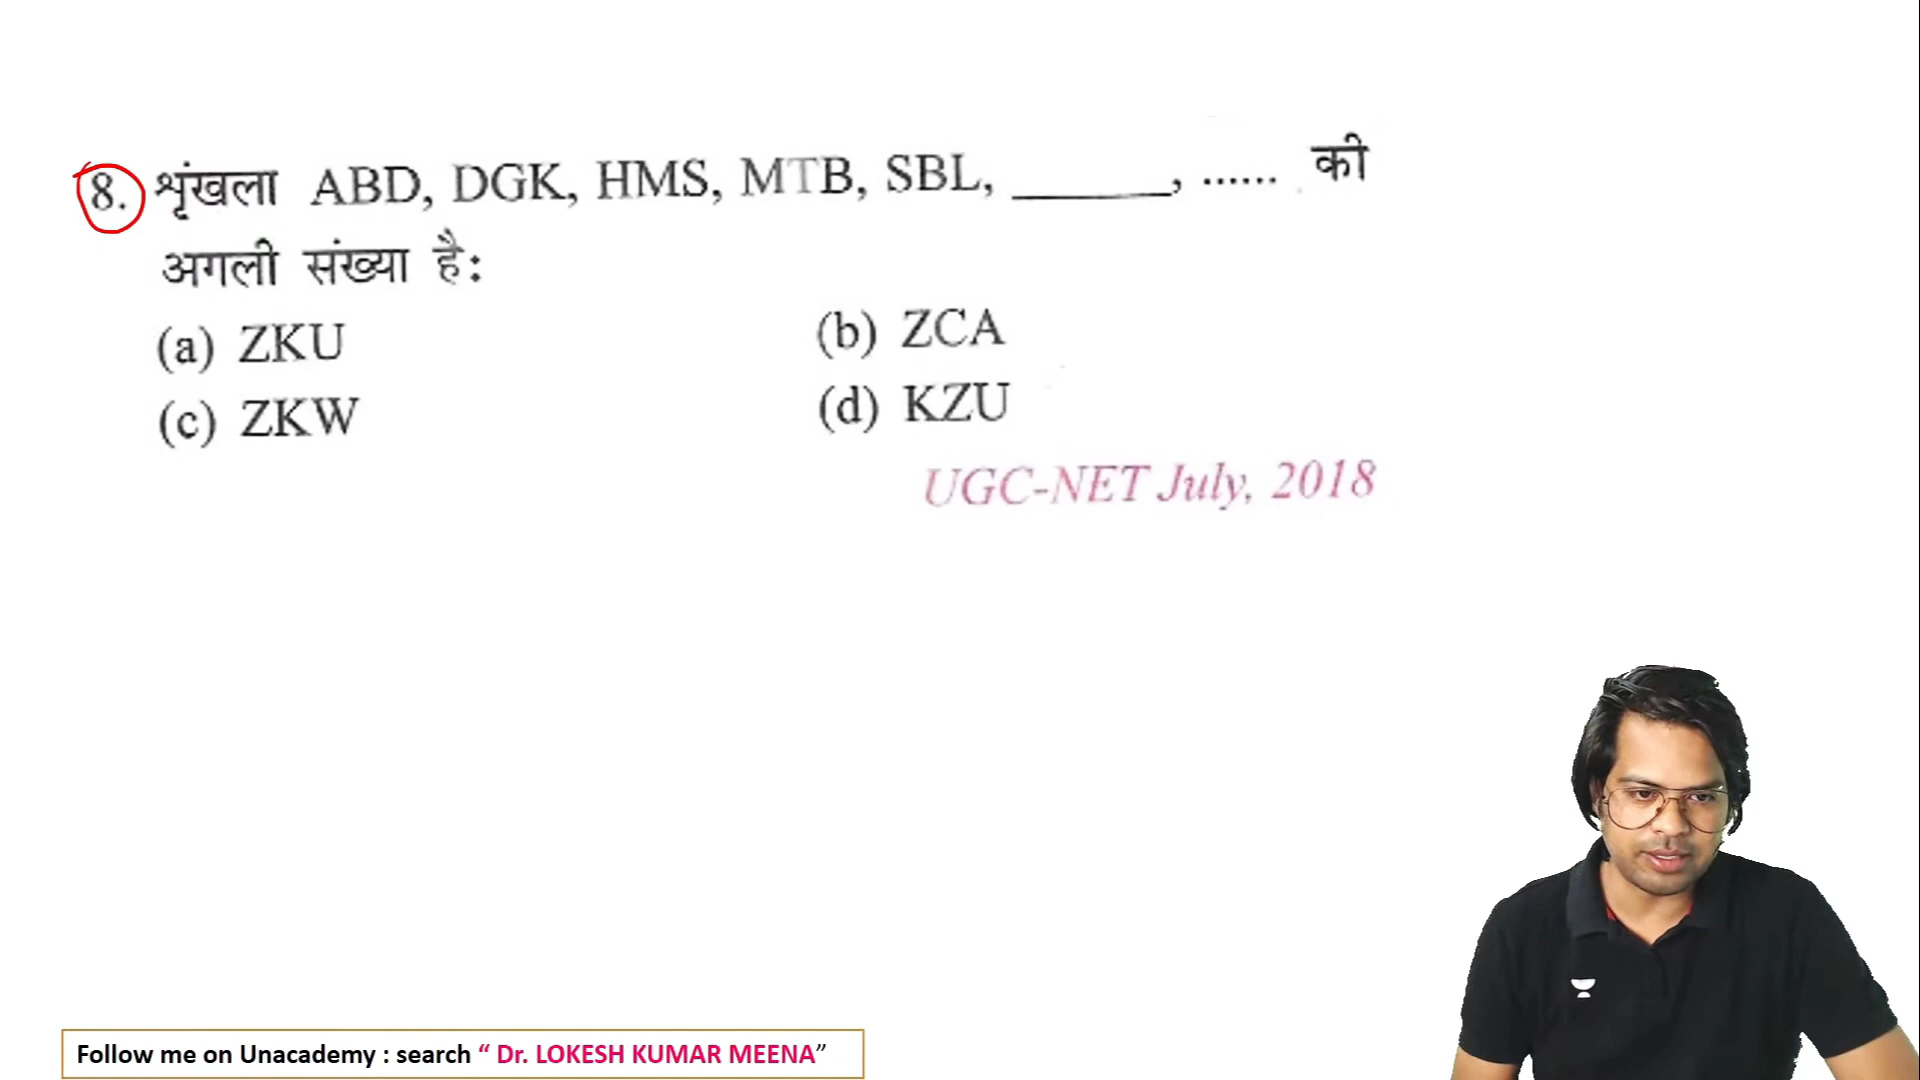 8. शृंखला ABD, DGK, HMS, MTB, SBL, ______, ...... की
अगली संख्या है:
(a) ZKU (b) ZCA
(c) ZKW (d) KZU
UGC-NET July, 2018
Follow me on Unacademy : search “ Dr. LOKESH KUMAR MEENA”